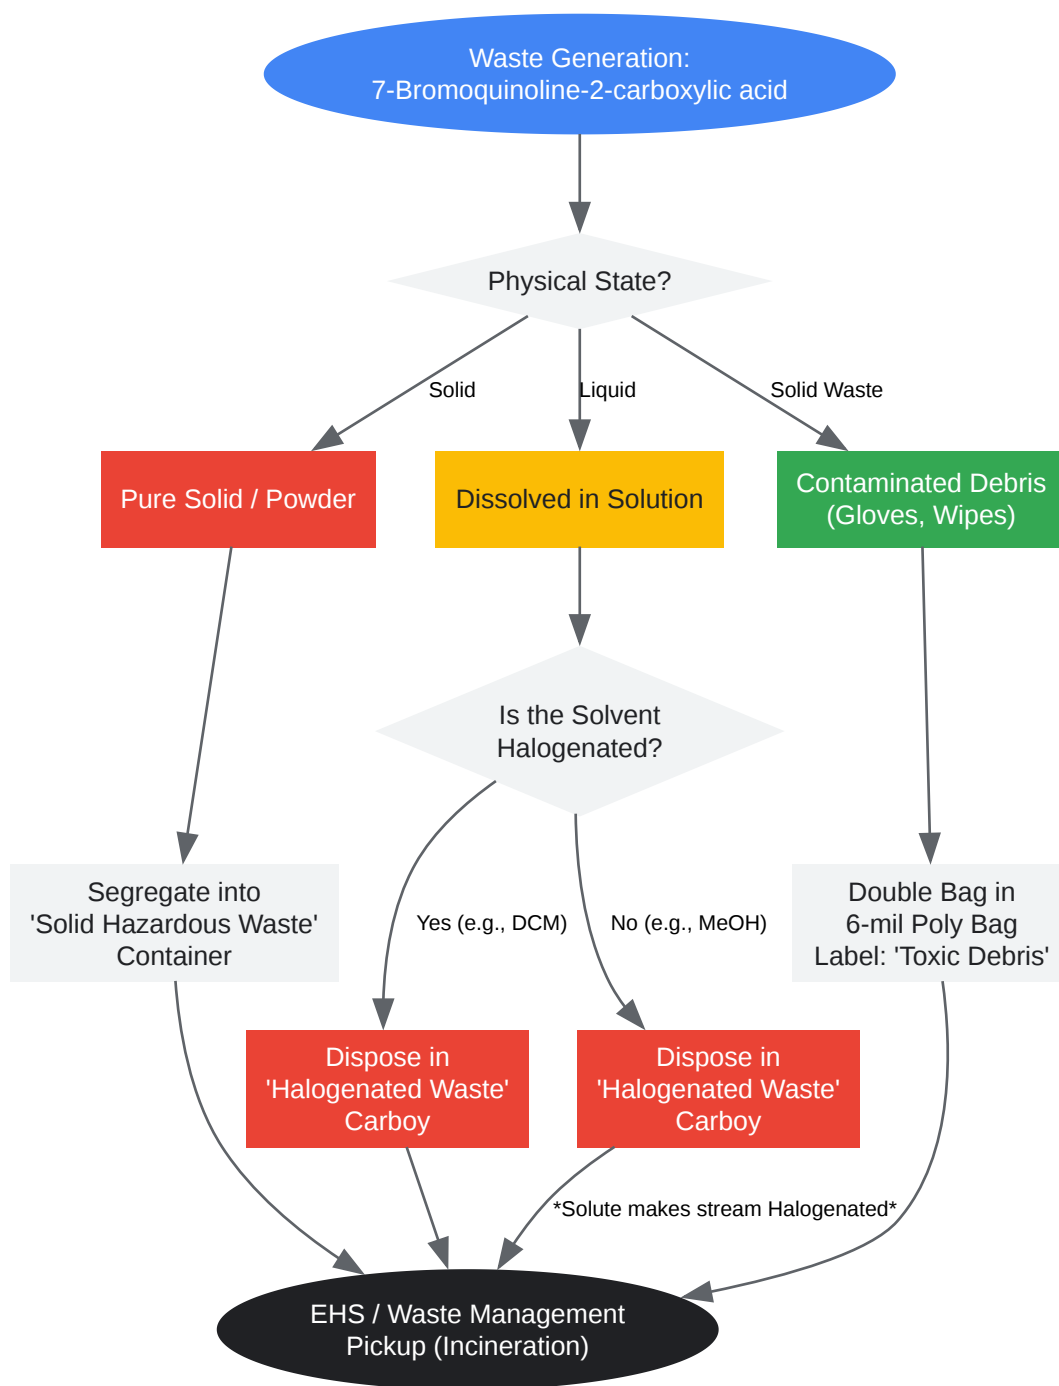 Waste Generation:
7-Bromoquinoline-2-carboxylic acid
Physical State?
Solid
Liquid
Solid Waste
Pure Solid / Powder
Dissolved in Solution
Contaminated Debris
(Gloves, Wipes)
Is the Solvent
Halogenated?
Segregate into
'Solid Hazardous Waste'
Container
Yes (e.g., DCM)
No (e.g., MeOH)
Double Bag in
6-mil Poly Bag
Label: 'Toxic Debris'
Dispose in
'Halogenated Waste'
Carboy
Dispose in
'Halogenated Waste'
Carboy
*Solute makes stream Halogenated*
EHS / Waste Management
Pickup (Incineration)